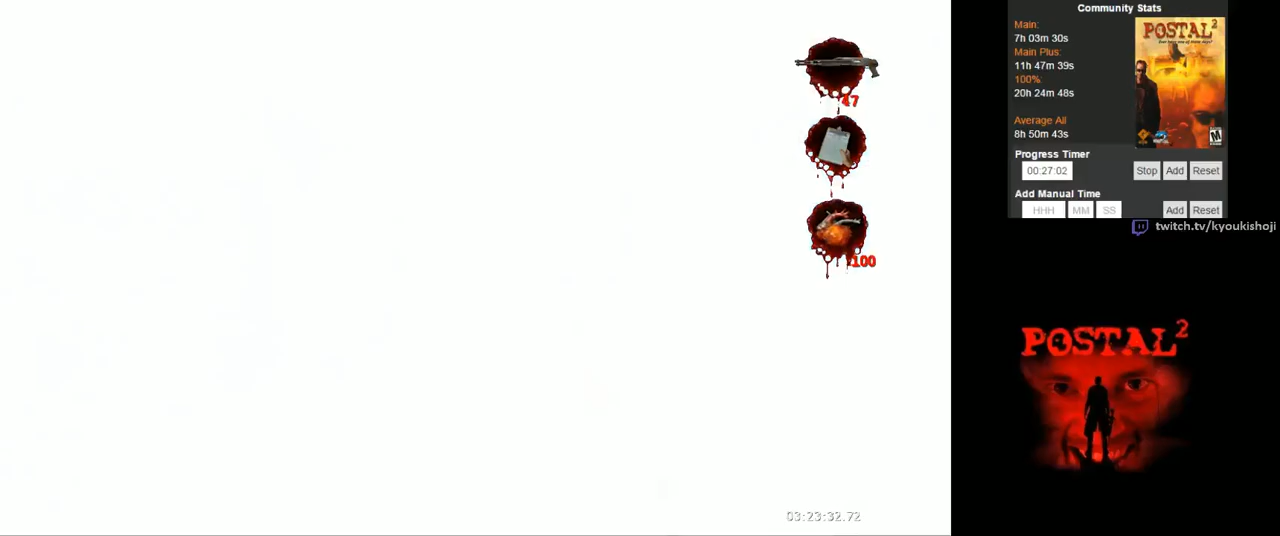 47
100
03:23:32.72
Community Stats
Main:
7h 03m 30s
Main Plus:
11h 47m 39s
100%:
20h 24m 48s
Average All
8h 50m 43s
POSTAL 2
M
Progress Timer
00:27:02 Stop Add Reset
Add Manual Time
HHH MM SS Add Reset
twitch.tv/kyoukishoji
POSTAL 2